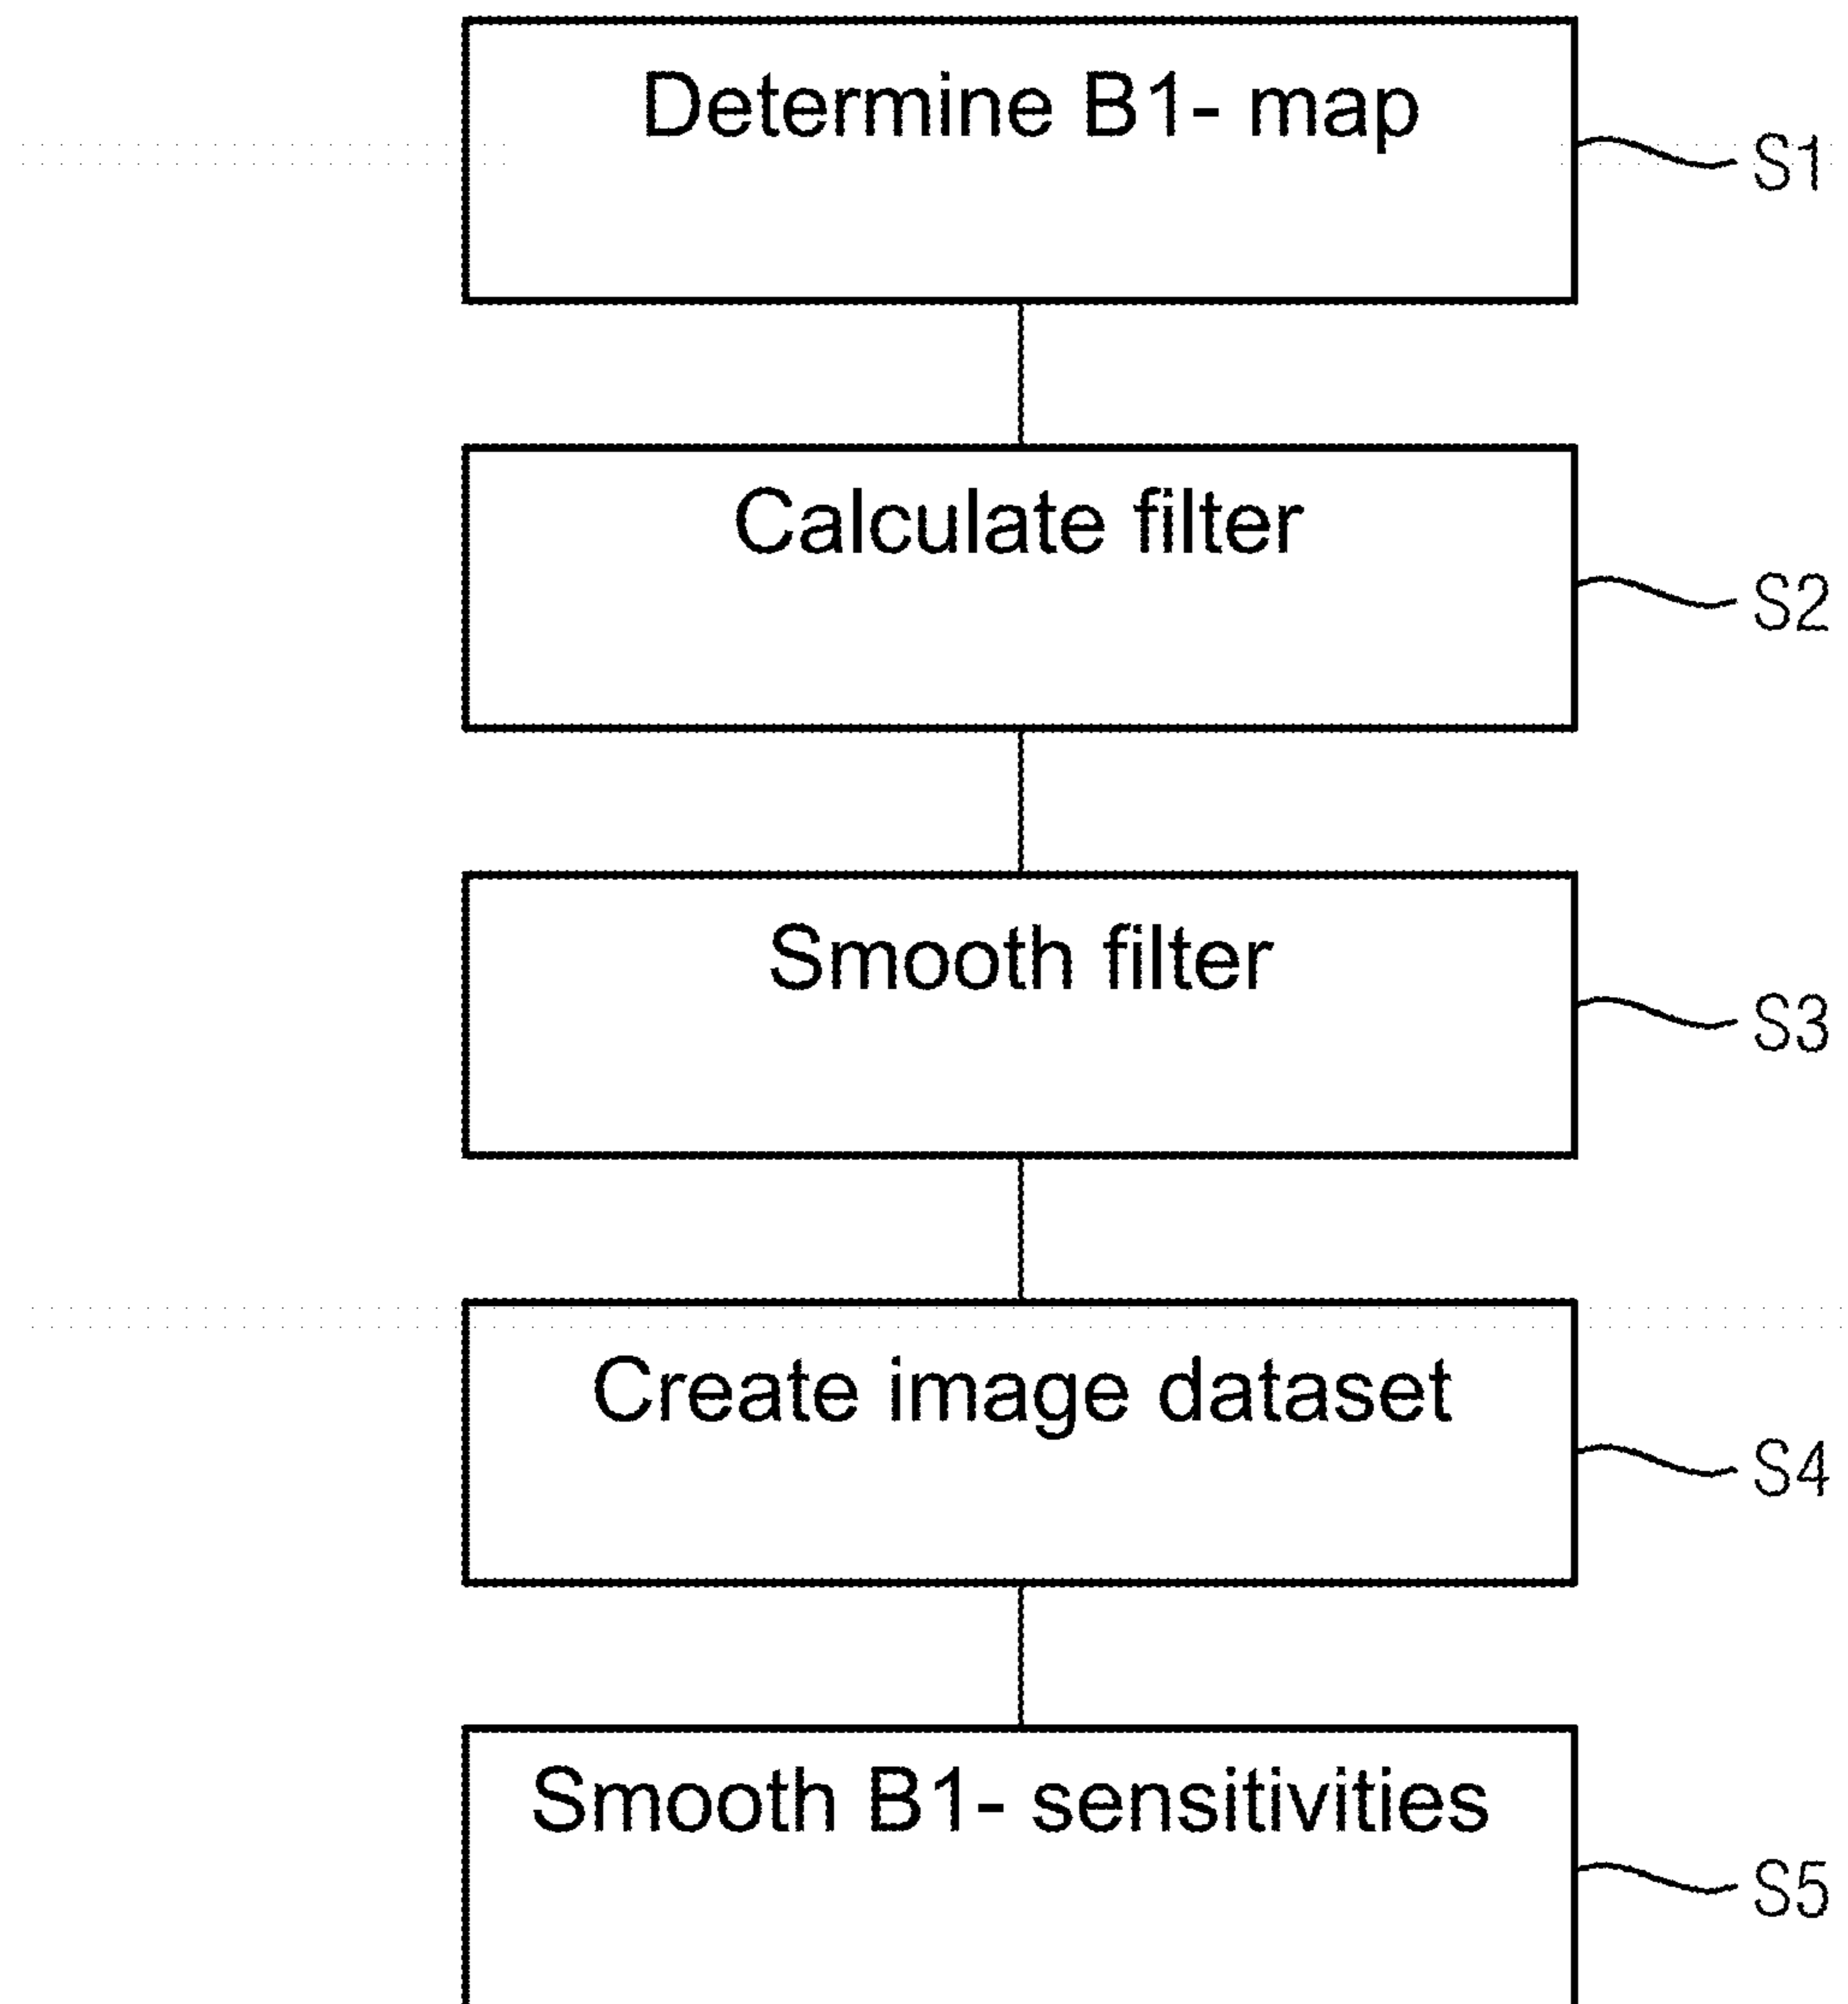 Determine B1- map
S1
Calculate filter
S2
Smooth filter
S3
Create image dataset
S4
Smooth B1- sensitivities
S5